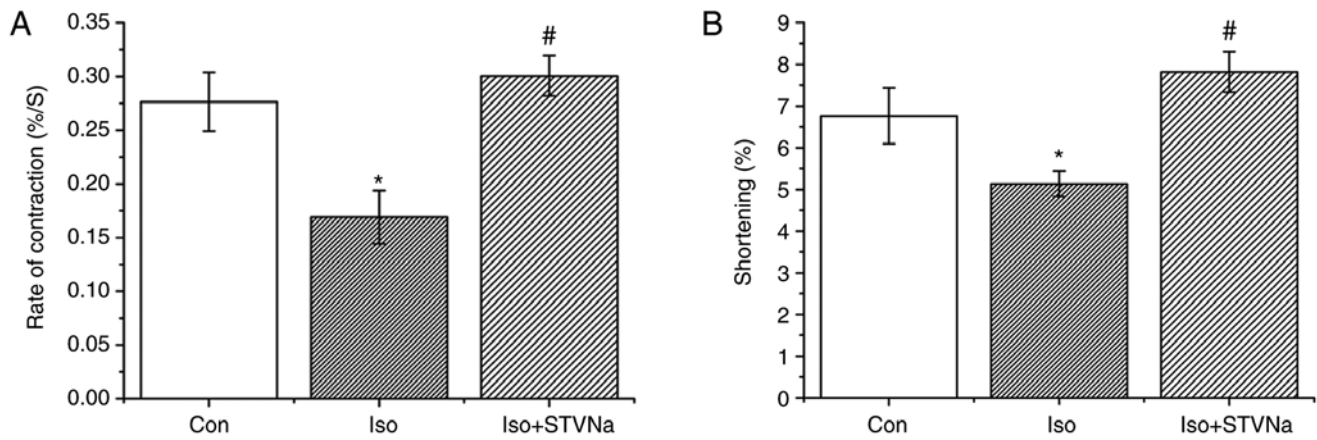 A
Rate of contraction (%/S)
0.35
0.30
0.25
0.20
0.15
0.10
0.05
0.00
*
#
Con
Iso
Iso+STVNa
B
Shortening (%)
9
8
7
6
5
4
3
2
1
0
*
#
Con
Iso
Iso+STVNa